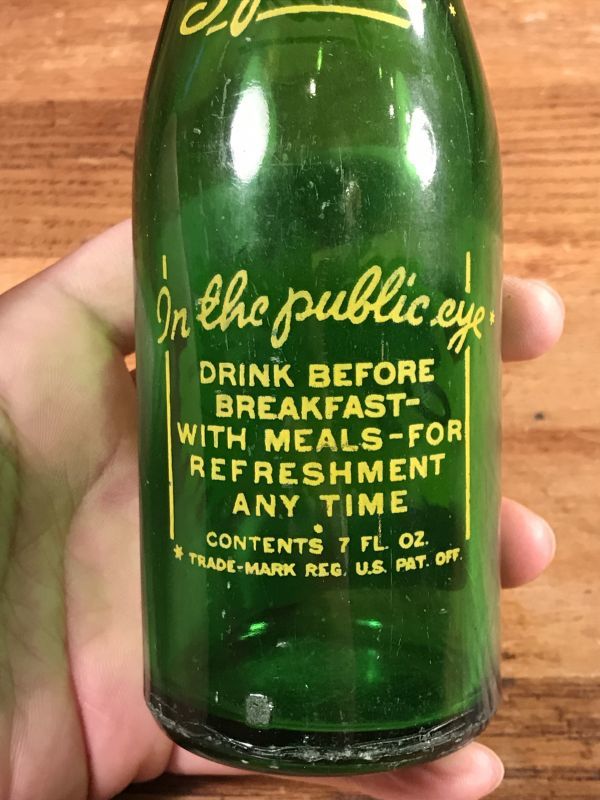 In the public eye*
DRINK BEFORE
BREAKFAST-
WITH MEALS-FOR
REFRESHMENT
ANY TIME
CONTENTS 7 FL. OZ.
* TRADE-MARK REG. U.S. PAT. OFF.